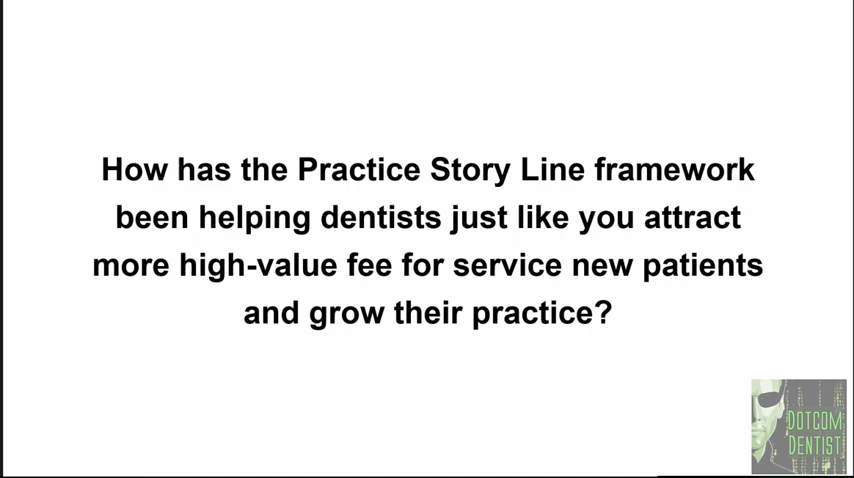 How has the Practice Story Line framework
been helping dentists just like you attract
more high-value fee for service new patients
and grow their practice?
DOTCOM
DENTIST